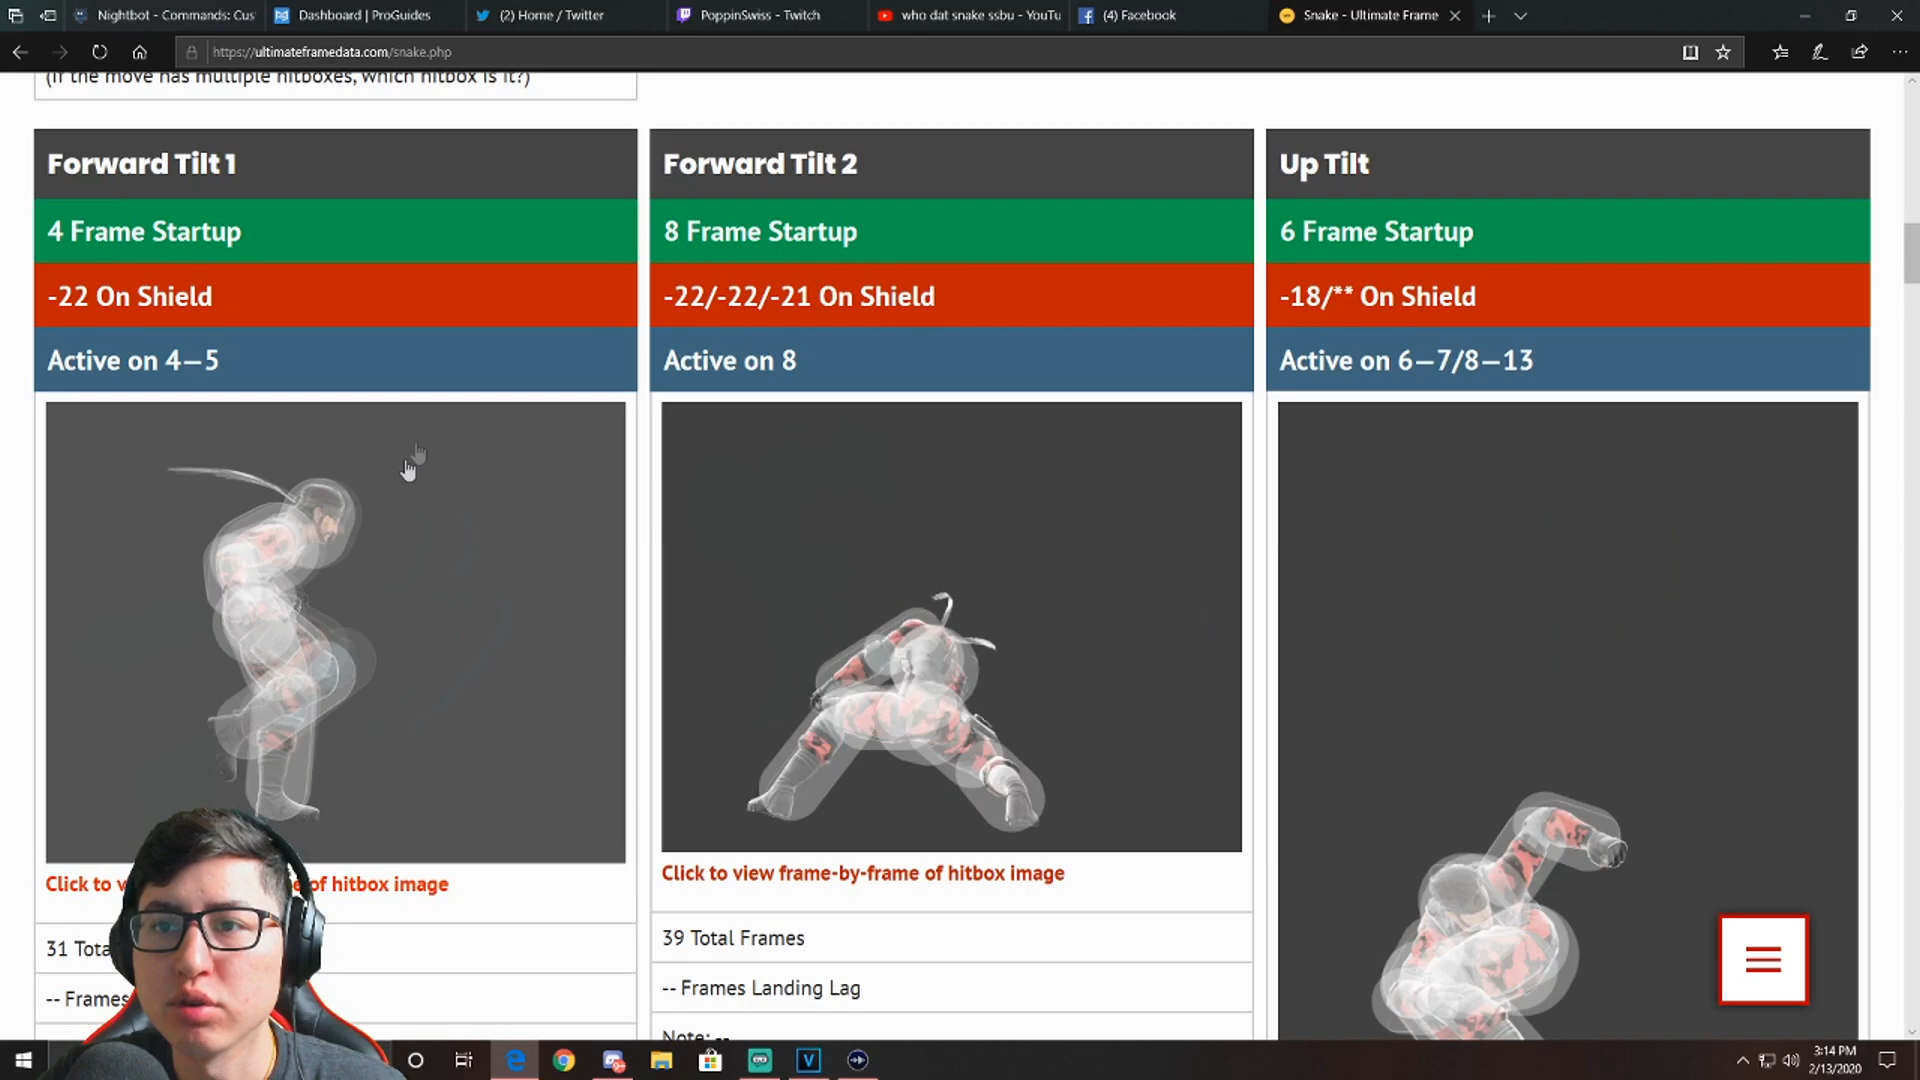 Nightbot - Commands: Cus
Dashboard | ProGuides
(2) Home / Twitter
PoppinSwiss - Twitch
who dat snake ssbu - YouTu
(4) Facebook
Snake - Ultimate Frame
https://ultimateframedata.com/snake.php
(If the move has multiple hitboxes, which hitbox is it?)
Forward Tilt 1
4 Frame Startup
-22 On Shield
Active on 4—5
Click to v
of hitbox image
31 Tota
-- Frames
Forward Tilt 2
8 Frame Startup
-22/-22/-21 On Shield
Active on 8
Click to view frame-by-frame of hitbox image
39 Total Frames
-- Frames Landing Lag
Note: --
Up Tilt
6 Frame Startup
-18/** On Shield
Active on 6—7/8—13
3:14 PM
2/13/2020